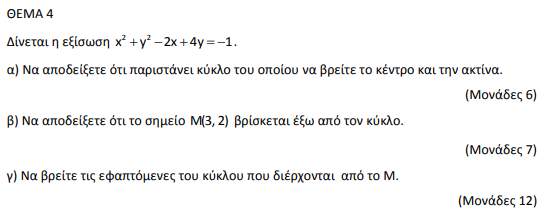 ΘΕΜΑ 4
Δίνεται η εξίσωση x² + y² − 2x + 4y = −1.
α) Να αποδείξετε ότι παριστάνει κύκλο του οποίου να βρείτε το κέντρο και την ακτίνα.
(Μονάδες 6)
β) Να αποδείξετε ότι το σημείο M(3, 2) βρίσκεται έξω από τον κύκλο.
(Μονάδες 7)
γ) Να βρείτε τις εφαπτόμενες του κύκλου που διέρχονται από το Μ.
(Μονάδες 12)